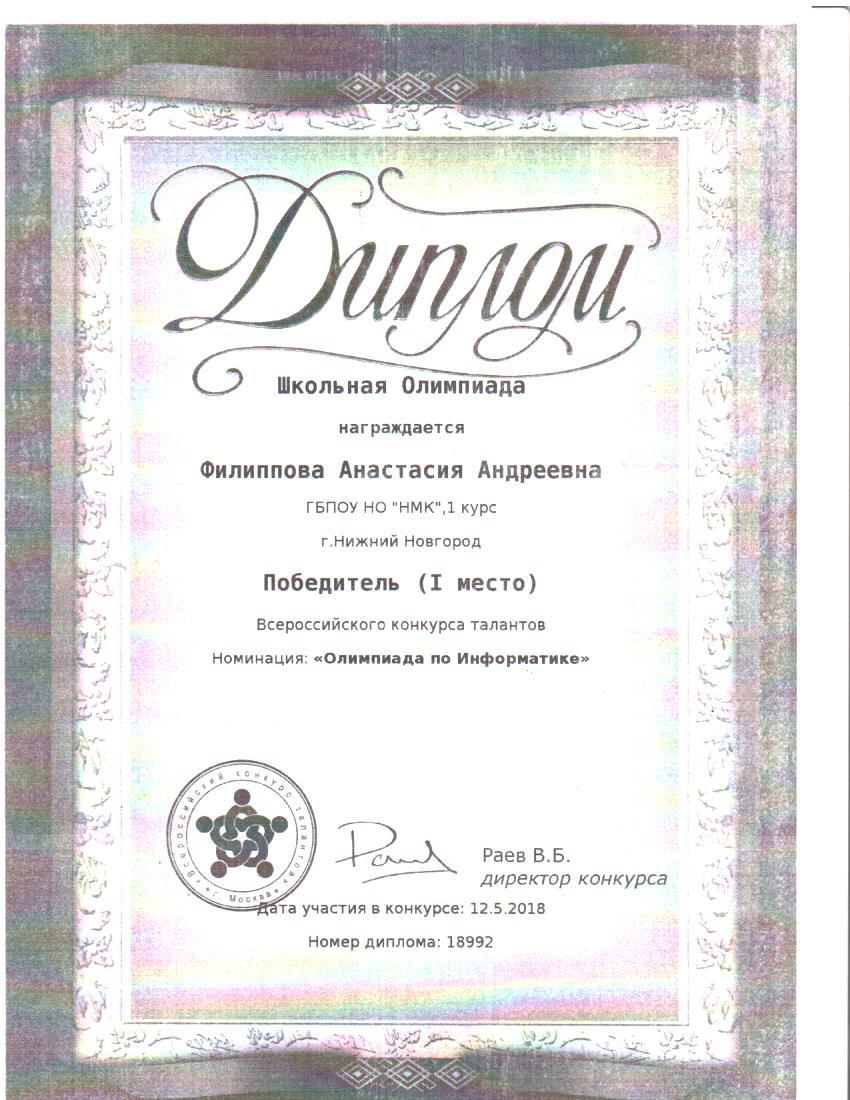 Диплом
Школьная Олимпиада
награждается
Филиппова Анастасия Андреевна
ГБПОУ НО "НМК",1 курс
г.Нижний Новгород
Победитель (I место)
Всероссийского конкурса талантов
Номинация: «Олимпиада по Информатике»
«Всероссийский конкурс талантов»
г. Москва
Раев В.Б.
директор конкурса
Дата участия в конкурсе: 12.5.2018
Номер диплома: 18992